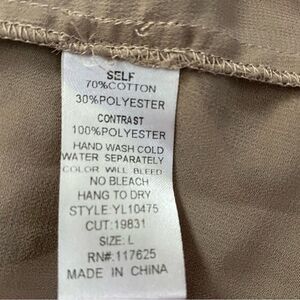 SELF
70%COTTON
30%POLYESTER
CONTRAST
100%POLYESTER
HAND WASH COLD
WATER SEPARATELY
COLOR WILL BLEED
NO BLEACH
HANG TO DRY
STYLE:YL10475
CUT:19831
SIZE:L
RN#:117625
MADE IN CHINA